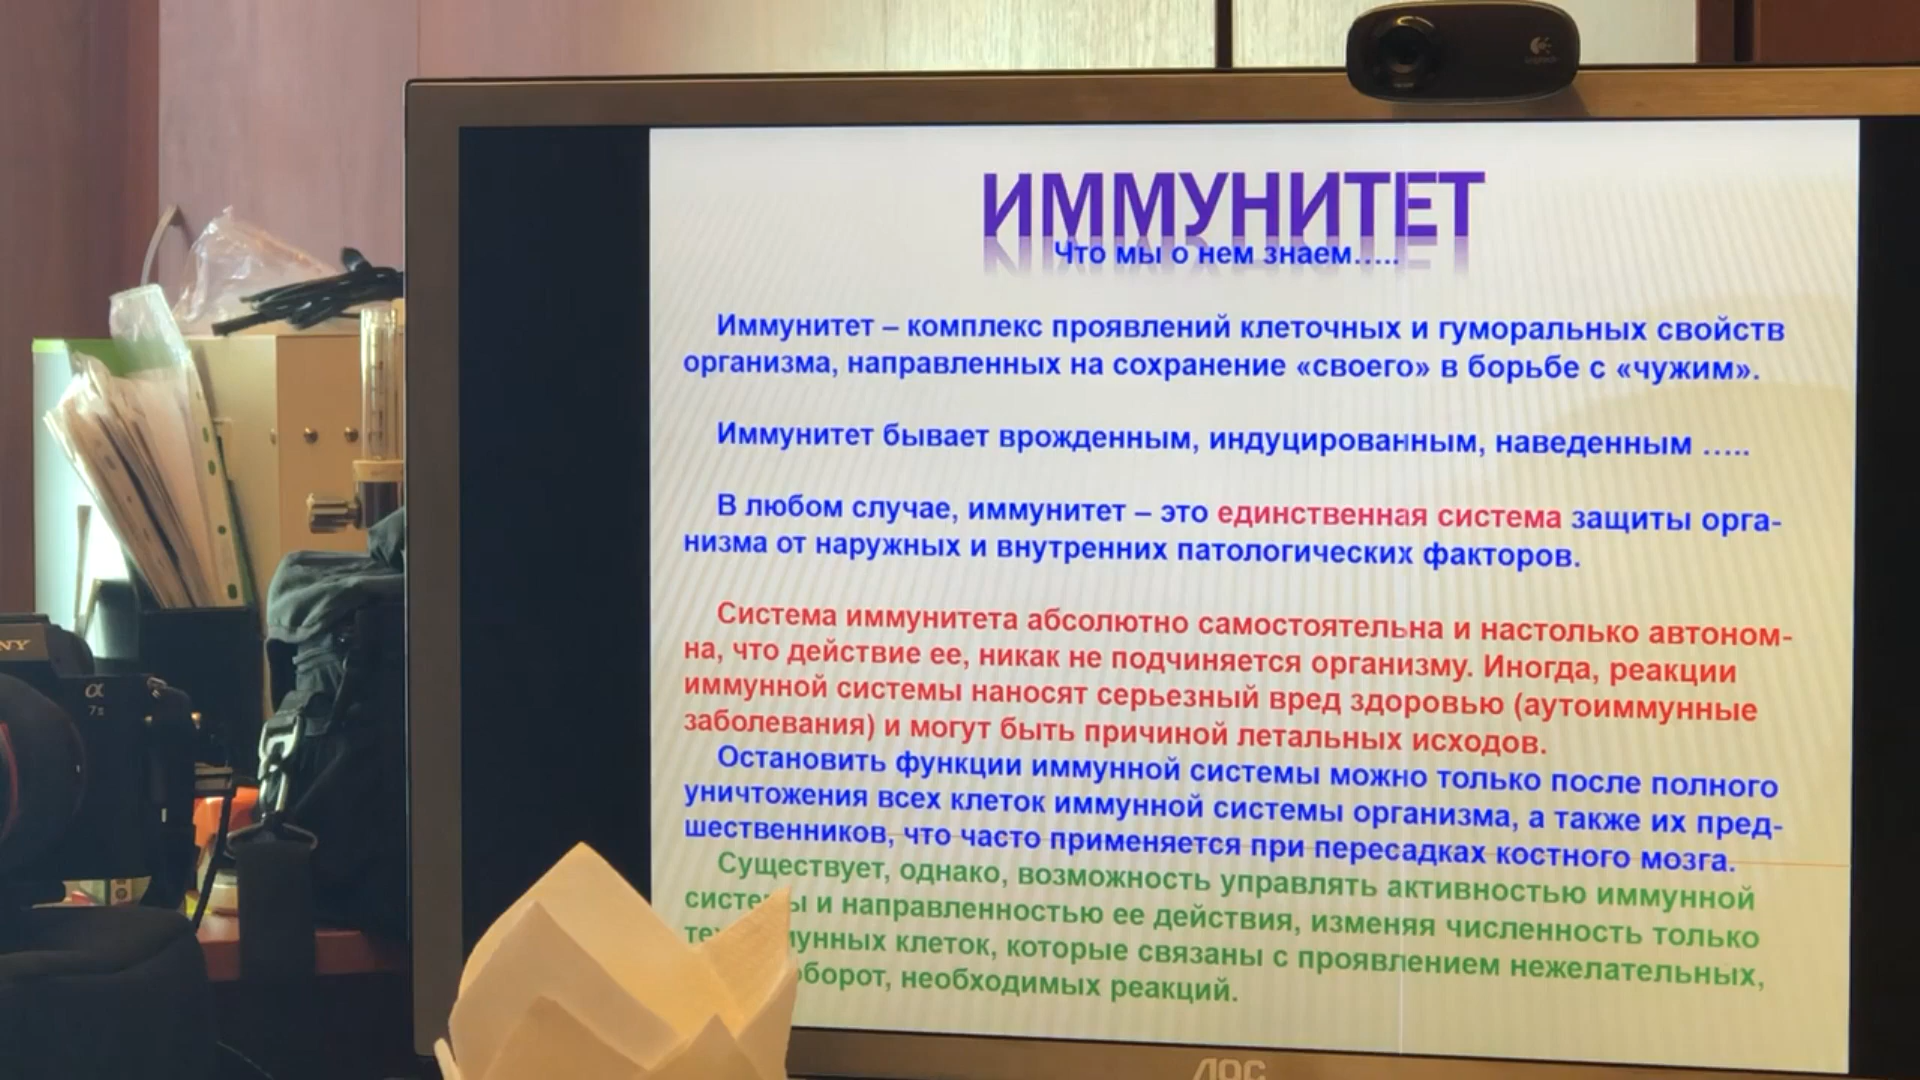 ИММУНИТЕТ
Что мы о нем знаем…..
Иммунитет – комплекс проявлений клеточных и гуморальных свойств
организма, направленных на сохранение «своего» в борьбе с «чужим».
Иммунитет бывает врожденным, индуцированным, наведенным …..
В любом случае, иммунитет – это единственная система защиты орга-
низма от наружных и внутренних патологических факторов.
Система иммунитета абсолютно самостоятельна и настолько автоном-
на, что действие ее, никак не подчиняется организму. Иногда, реакции
иммунной системы наносят серьезный вред здоровью (аутоиммунные
заболевания) и могут быть причиной летальных исходов.
Остановить функции иммунной системы можно только после полного
уничтожения всех клеток иммунной системы организма, а также их пред-
шественников, что часто применяется при пересадках костного мозга.
Существует, однако, возможность управлять активностью иммунной
системы и направленностью ее действия, изменяя численность только
клеток, которые связаны с проявлением нежелательных,
необходимых реакций.
AOC
logitech
NY
α
7s